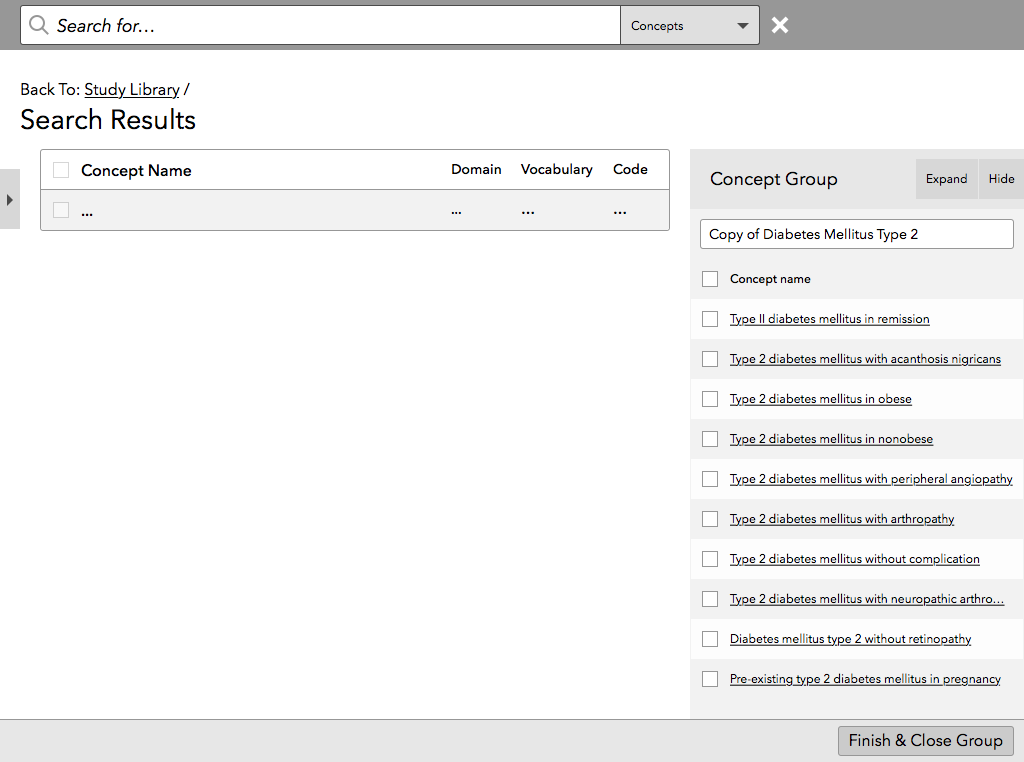 Search for...
Concepts
Back To: Study Library /
Search Results
Concept Name Domain Vocabulary Code
... ... ... ...
Concept Group Expand Hide
Copy of Diabetes Mellitus Type 2
Concept name
Type II diabetes mellitus in remission
Type 2 diabetes mellitus with acanthosis nigricans
Type 2 diabetes mellitus in obese
Type 2 diabetes mellitus in nonobese
Type 2 diabetes mellitus with peripheral angiopathy
Type 2 diabetes mellitus with arthropathy
Type 2 diabetes mellitus without complication
Type 2 diabetes mellitus with neuropathic arthro...
Diabetes mellitus type 2 without retinopathy
Pre-existing type 2 diabetes mellitus in pregnancy
Finish & Close Group